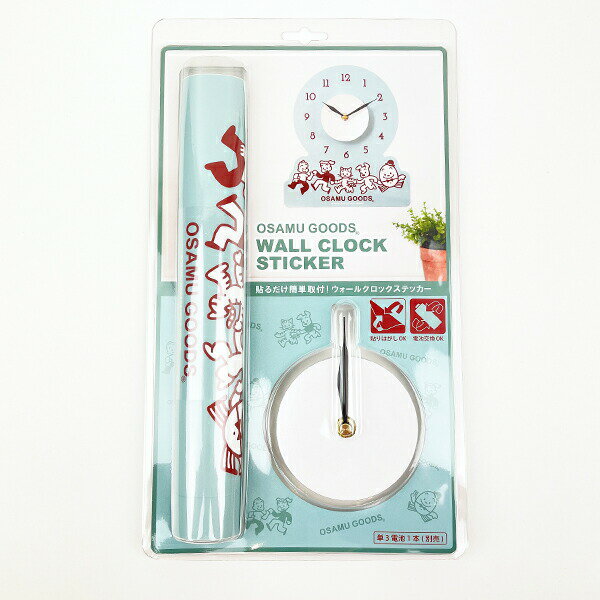 12
11
1
10
2
9
3
8
4
7
5
6
OSAMU GOODS®
OSAMU GOODS®
WALL CLOCK
STICKER
貼るだけ簡単取付!ウォールクロックステッカー
貼りはがしOK
電池交換OK
OSAMU GOODS®
OSAMU GOODS®
OSAMU GOODS®
単3電池1本(別売)